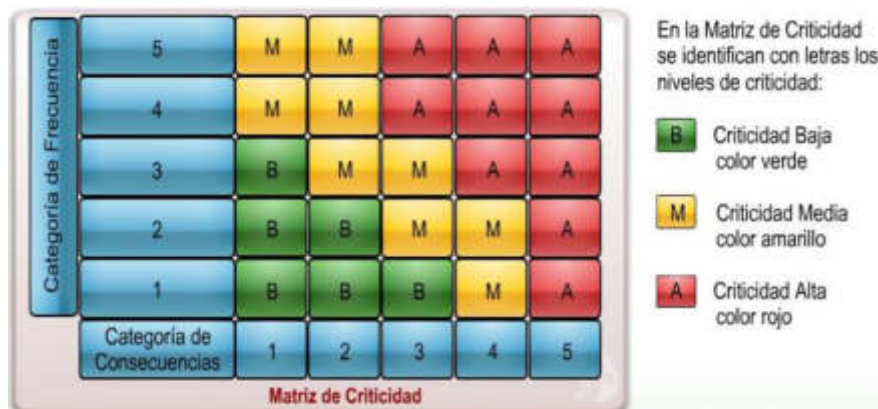 Categoría de Frecuencia
5 M M A A A
4 M M A A A
3 B M M A A
2 B B M M A
1 B B B M A
Categoría de
Consecuencias
1 2 3 4 5
Matriz de Criticidad
En la Matriz de Criticidad
se identifican con letras los
niveles de criticidad:
B Criticidad Baja
color verde
M Criticidad Media
color amarillo
A Criticidad Alta
color rojo